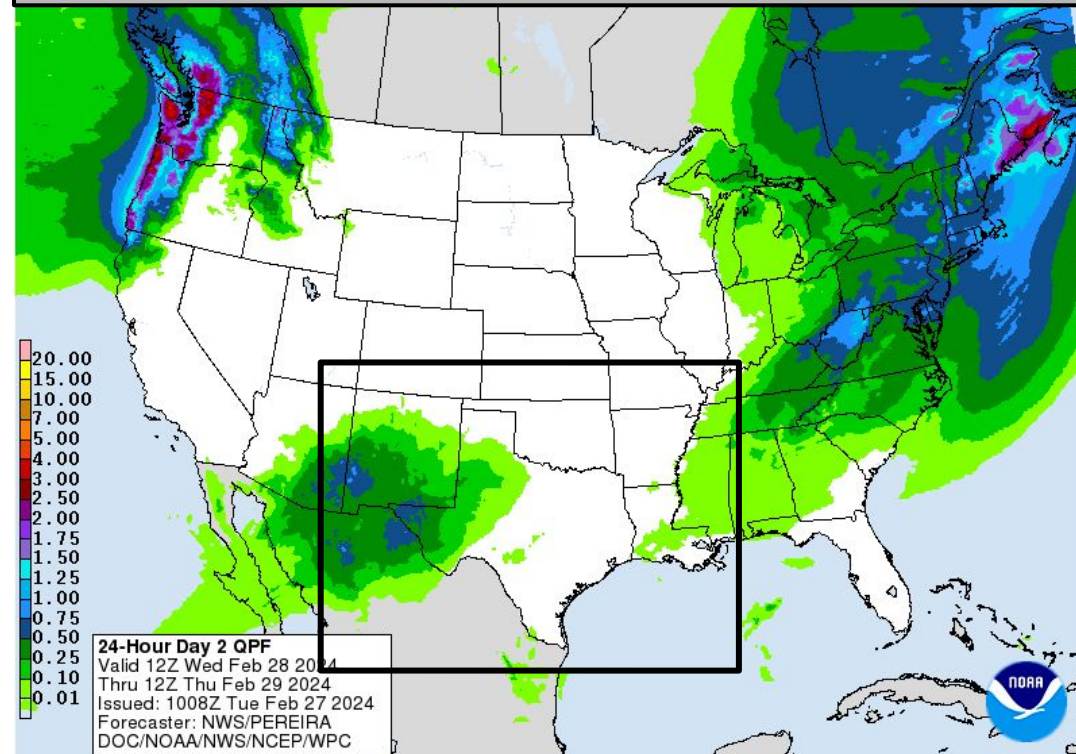 20.00
15.00
10.00
7.00
5.00
4.00
3.00
2.50
2.00
1.75
1.50
1.25
1.00
0.75
0.50
0.25
0.10
0.01
24-Hour Day 2 QPF
Valid 12Z Wed Feb 28 2024
Thru 12Z Thu Feb 29 2024
Issued: 1008Z Tue Feb 27 2024
Forecaster: NWS/PEREIRA
DOC/NOAA/NWS/NCEP/WPC
NOAA